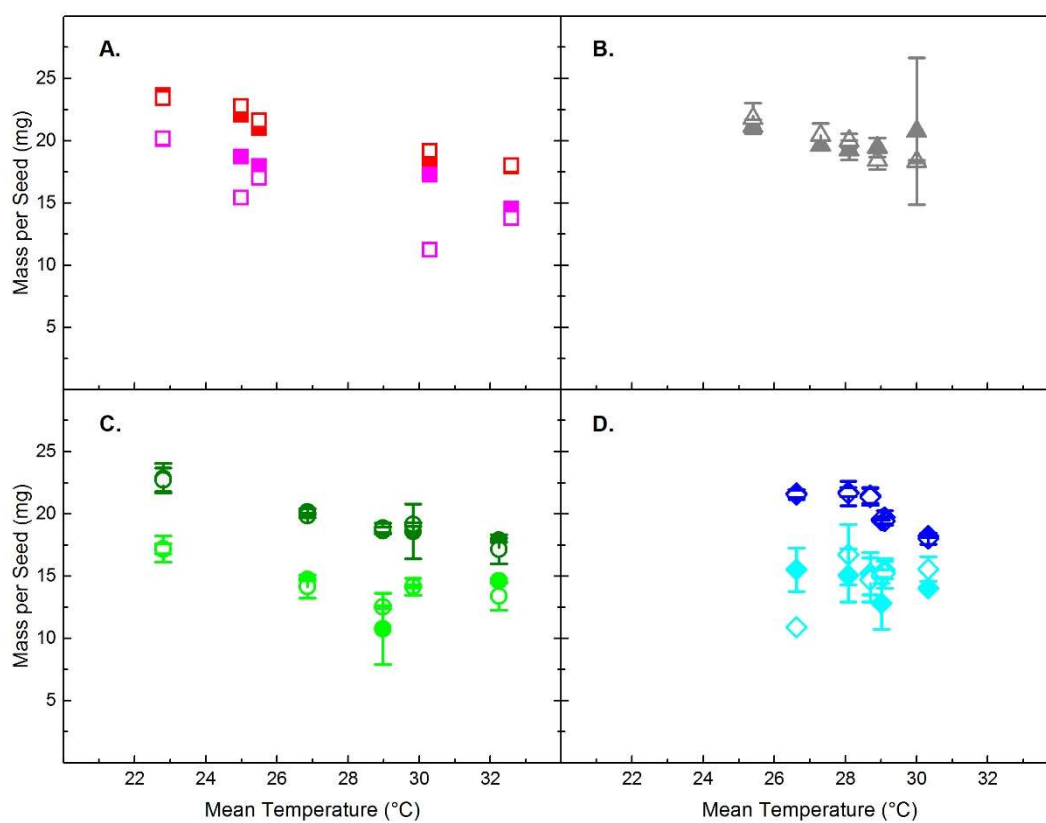 A.
B.
25
20
15
10
5
Mass per Seed (mg)
C.
D.
25
20
15
10
5
Mass per Seed (mg)
22 24 26 28 30 32 22 24 26 28 30 32
Mean Temperature (°C) Mean Temperature (°C)